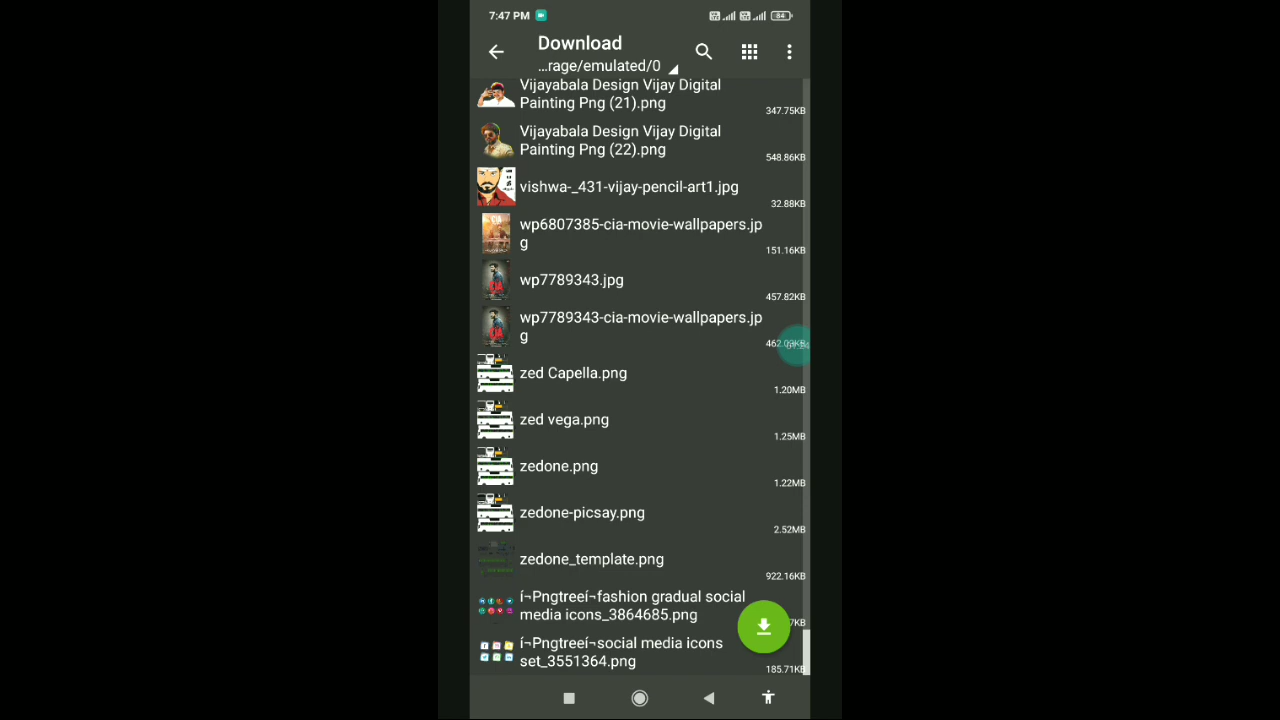 7:47 PM
84
Download
...rage/emulated/0
Vijayabala Design Vijay Digital
Painting Png (21).png
347.75KB
Vijayabala Design Vijay Digital
Painting Png (22).png
548.86KB
vishwa-_431-vijay-pencil-art1.jpg
32.88KB
wp6807385-cia-movie-wallpapers.jp
g
151.16KB
wp7789343.jpg
457.82KB
wp7789343-cia-movie-wallpapers.jp
g
462.03KB
zed Capella.png
1.20MB
zed vega.png
1.25MB
zedone.png
1.22MB
zedone-picsay.png
2.52MB
zedone_template.png
922.16KB
í¬Pngtreeí¬fashion gradual social
media icons_3864685.png
7KB
í¬Pngtreeí¬social media icons
set_3551364.png
185.71KB